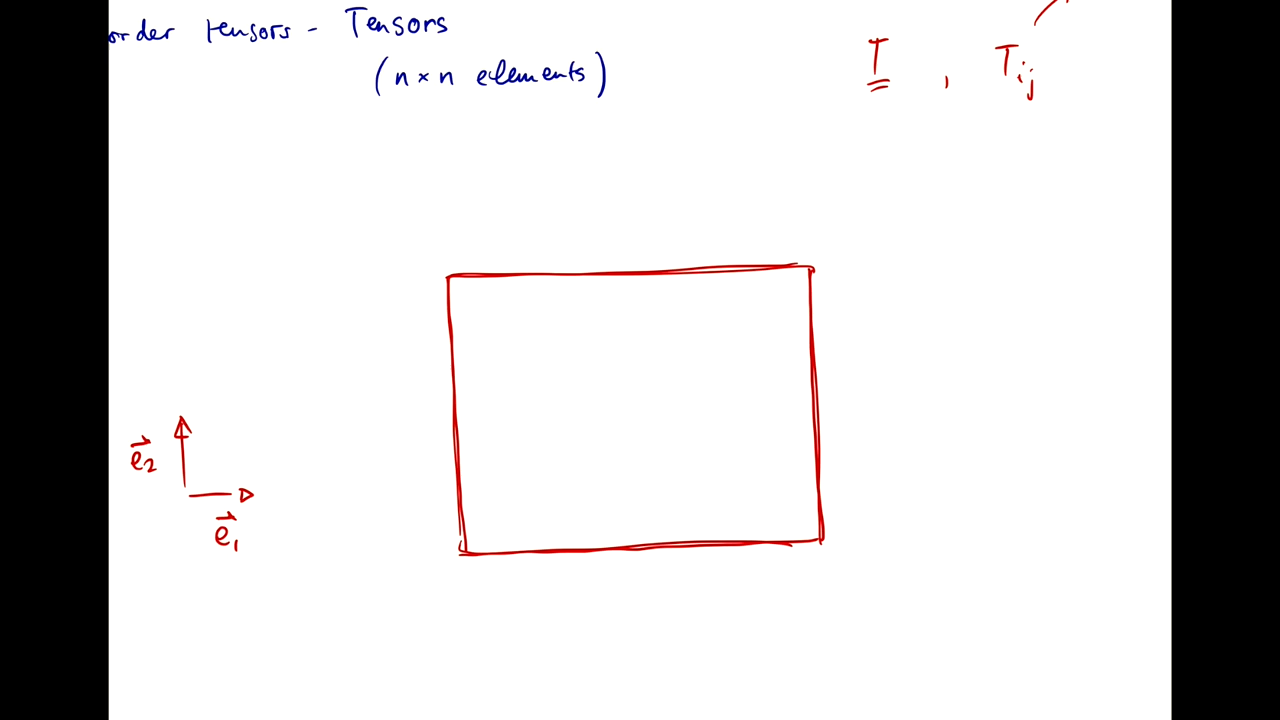 order tensors - Tensors
(n × n elements)
T , Tij
e2
e1